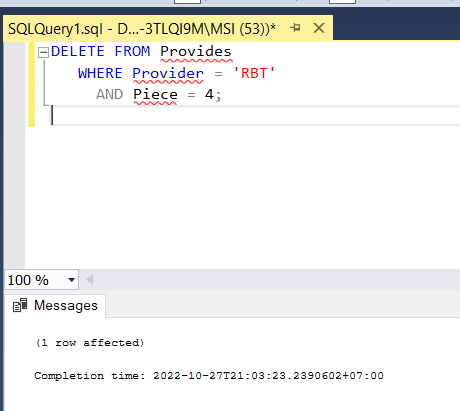 SQLQuery1.sql - D...-3TLQI9M\MSI (53))*
DELETE FROM Provides
WHERE Provider = 'RBT'
AND Piece = 4;
100 %
Messages
(1 row affected)
Completion time: 2022-10-27T21:03:23.2390602+07:00